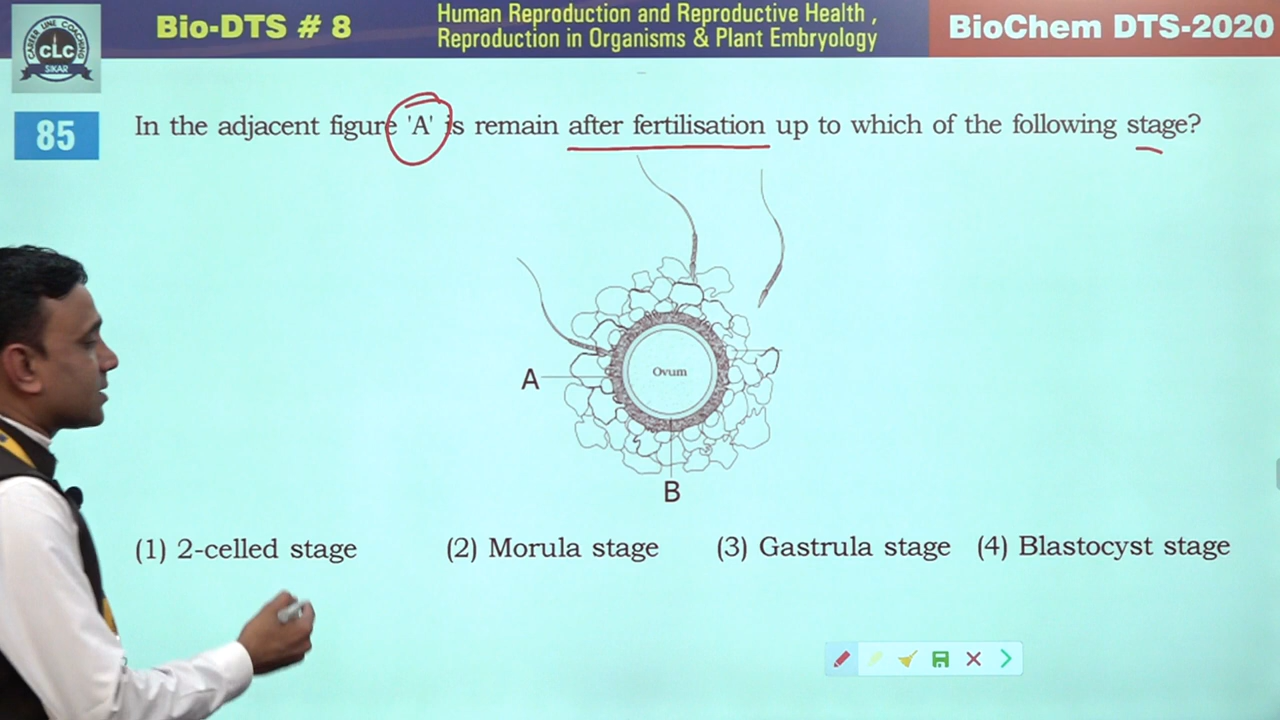 CAREER LINE COACHING
CLC
SIKAR
Bio-DTS # 8
Human Reproduction and Reproductive Health ,
Reproduction in Organisms & Plant Embryology
BioChem DTS-2020
85
In the adjacent figure 'A' is remain after fertilisation up to which of the following stage?
A
Ovum
B
(1) 2-celled stage
(2) Morula stage
(3) Gastrula stage
(4) Blastocyst stage